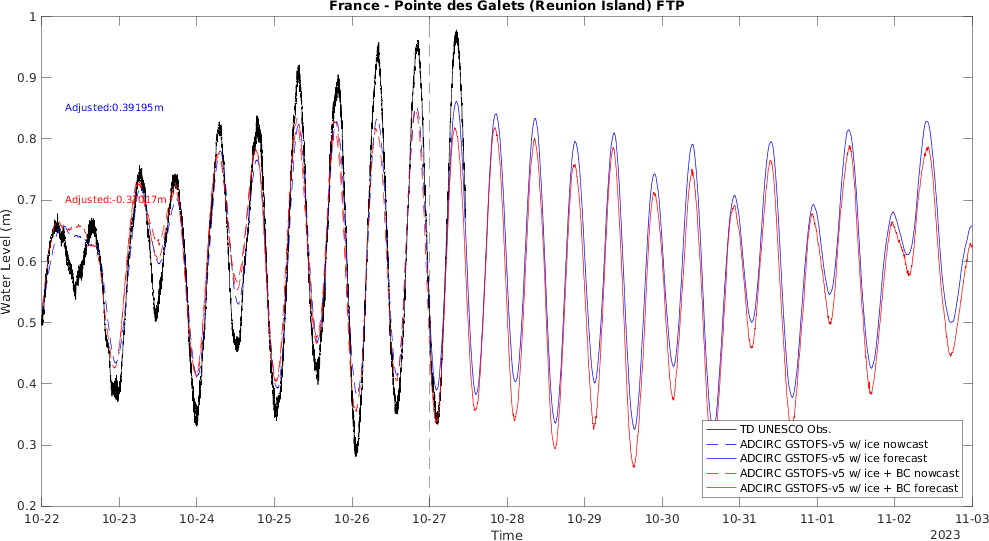 France - Pointe des Galets (Reunion Island) FTP
Water Level (m)
1
0.9
0.8
0.7
0.6
0.5
0.4
0.3
0.2
Adjusted:0.39195m
TD UNESCO Obs.
ADCIRC GSTOFS-v5 w/ ice nowcast
ADCIRC GSTOFS-v5 w/ ice forecast
ADCIRC GSTOFS-v5 w/ ice + BC nowcast
ADCIRC GSTOFS-v5 w/ ice + BC forecast
10-22 10-23 10-24 10-25 10-26 10-27 10-28 10-29 10-30 10-31 11-01 11-02 11-03
Time
2023